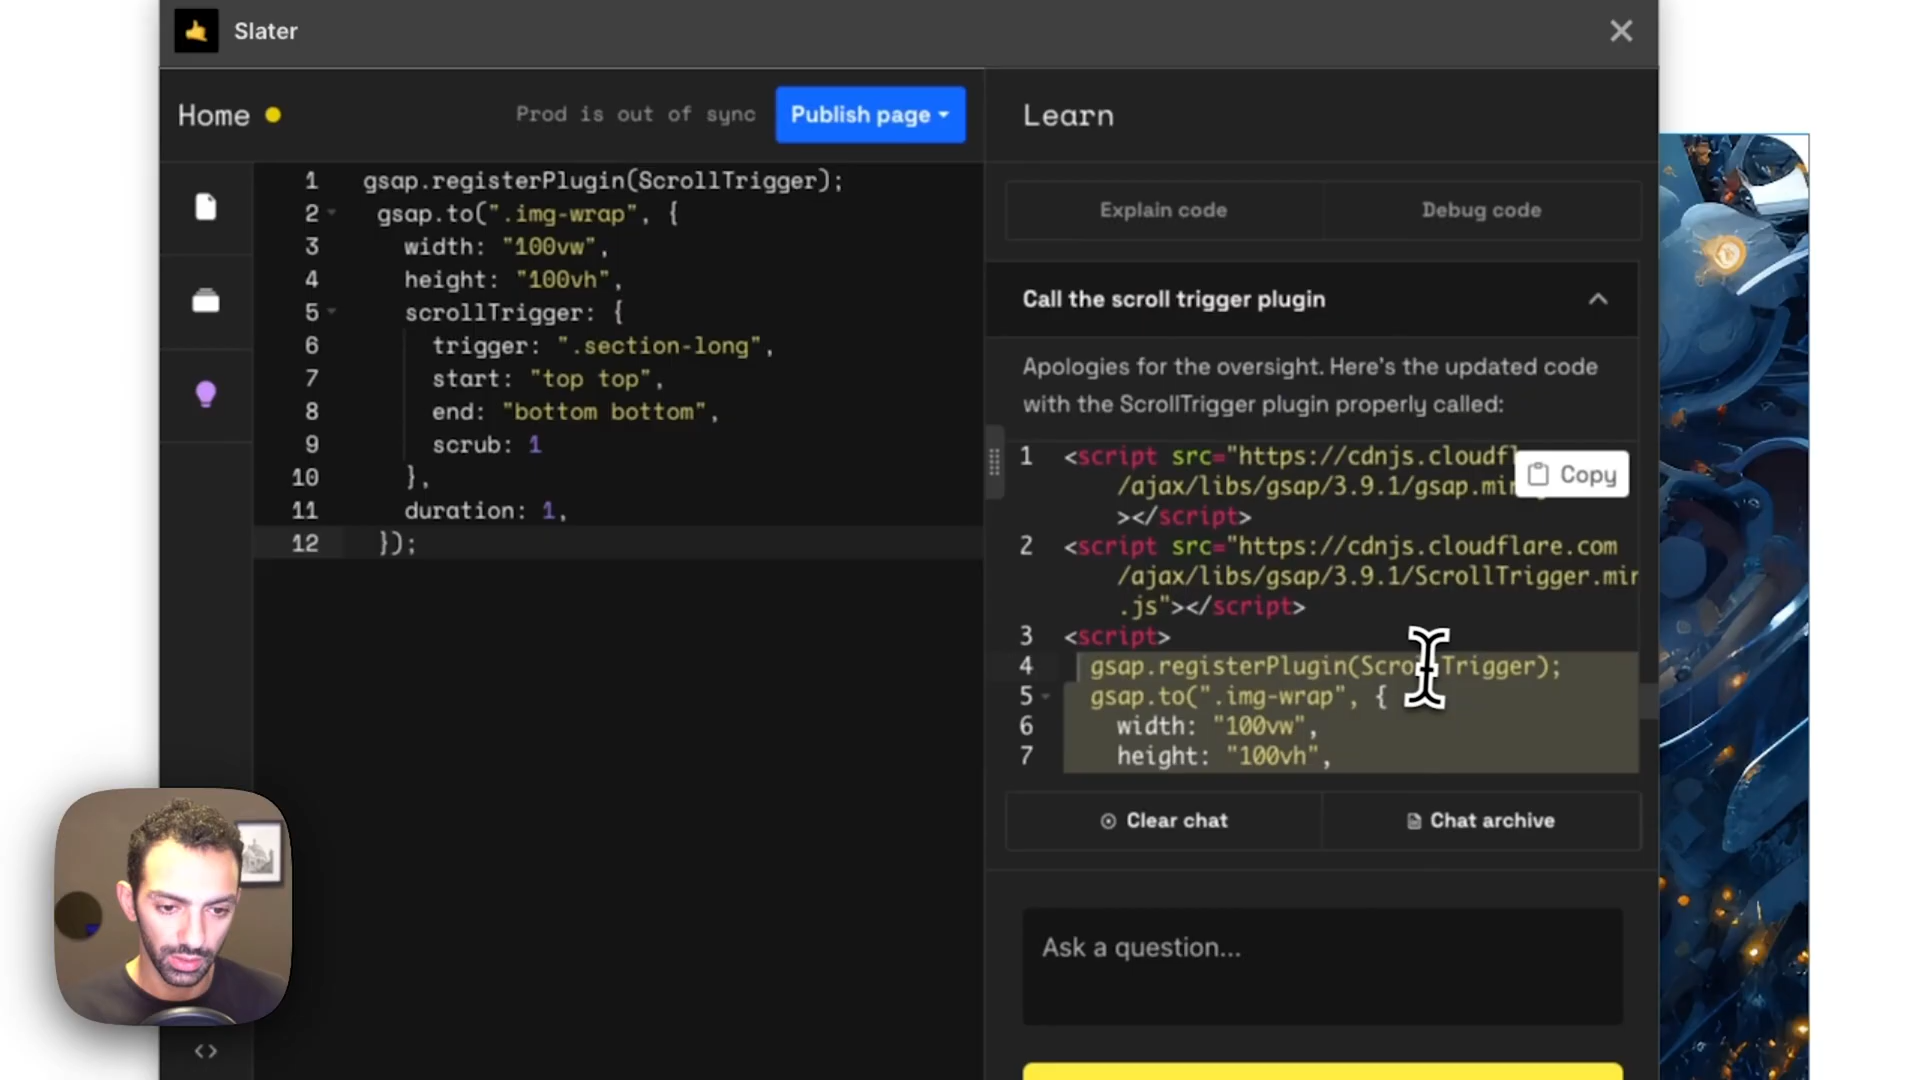 Slater
Home
Prod is out of sync
Publish page
1 gsap.registerPlugin(ScrollTrigger);
2 gsap.to(".img-wrap", {
3 width: "100vw",
4 height: "100vh",
5 scrollTrigger: {
6 trigger: ".section-long",
7 start: "top top",
8 end: "bottom bottom",
9 scrub: 1
10 },
11 duration: 1,
12 });
Learn
Explain code
Debug code
Call the scroll trigger plugin
Apologies for the oversight. Here's the updated code
with the ScrollTrigger plugin properly called:
1 <script src="https://cdnjs.cloudfl
/ajax/libs/gsap/3.9.1/gsap.min
></script>
Copy
2 <script src="https://cdnjs.cloudflare.com
/ajax/libs/gsap/3.9.1/ScrollTrigger.min
.js"></script>
3 <script>
4 gsap.registerPlugin(ScrollTrigger);
5 gsap.to(".img-wrap", {
6 width: "100vw",
7 height: "100vh",
Clear chat
Chat archive
Ask a question...